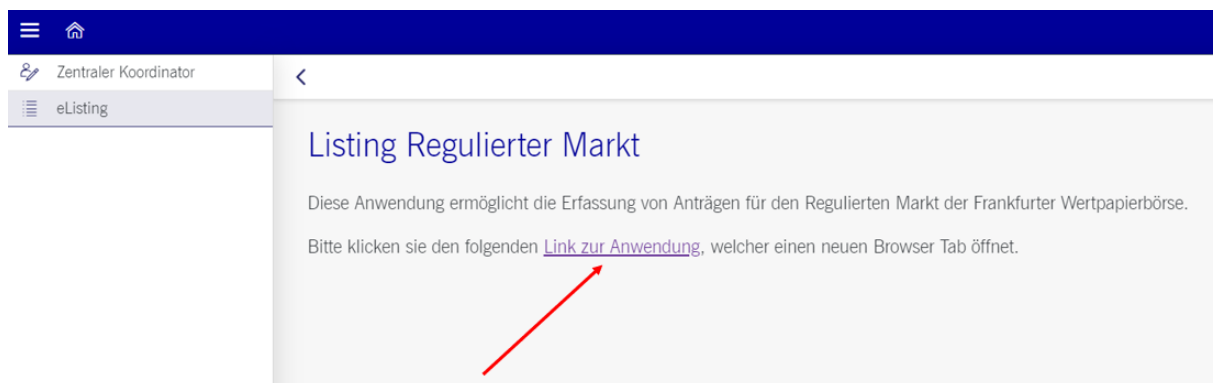 Zentraler Koordinator
eListing
Listing Regulierter Markt
Diese Anwendung ermöglicht die Erfassung von Anträgen für den Regulierten Markt der Frankfurter Wertpapierbörse.
Bitte klicken sie den folgenden Link zur Anwendung, welcher einen neuen Browser Tab öffnet.